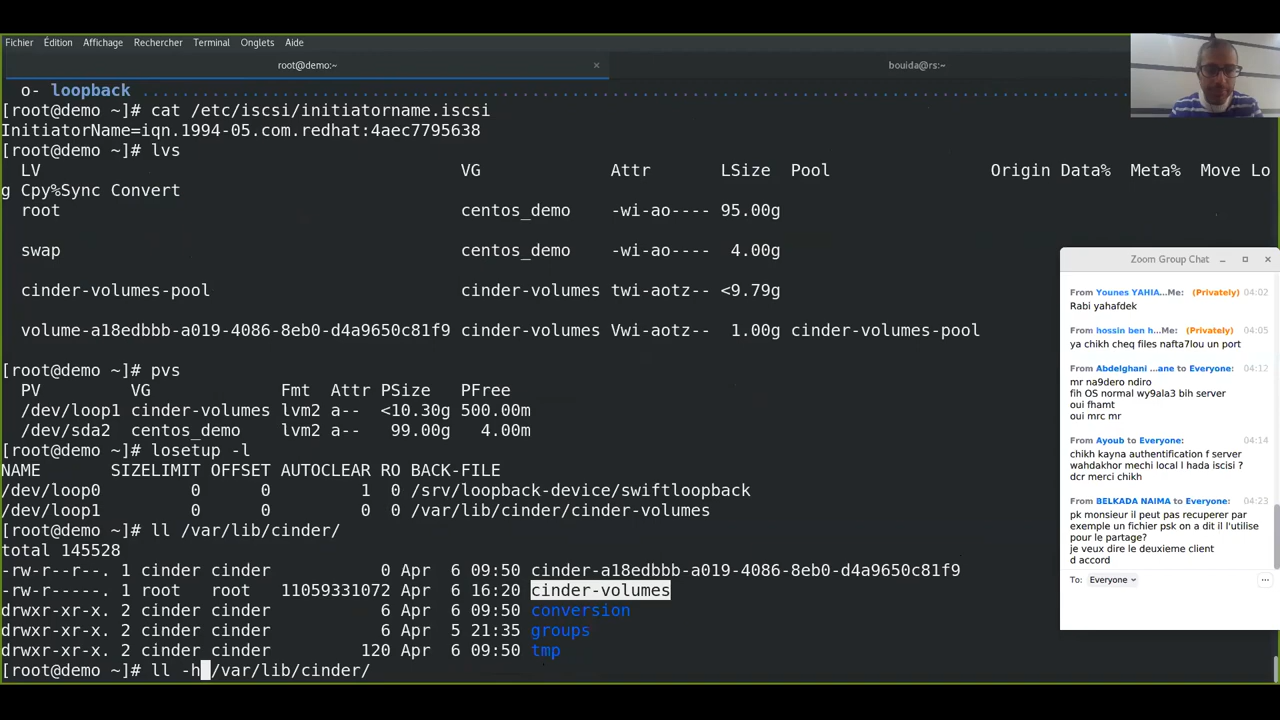 Fichier Édition Affichage Rechercher Terminal Onglets Aide
root@demo:~ × bouida@rs:~
o- loopback ................................................................................
[root@demo ~]# cat /etc/iscsi/initiatorname.iscsi
InitiatorName=iqn.1994-05.com.redhat:4aec7795638
[root@demo ~]# lvs
LV VG Attr LSize Pool Origin Data% Meta% Move Lo
g Cpy%Sync Convert
root centos_demo -wi-ao---- 95.00g
swap centos_demo -wi-ao---- 4.00g
cinder-volumes-pool cinder-volumes twi-aotz-- <9.79g
volume-a18edbbb-a019-4086-8eb0-d4a9650c81f9 cinder-volumes Vwi-aotz-- 1.00g cinder-volumes-pool
[root@demo ~]# pvs
PV VG Fmt Attr PSize PFree
/dev/loop1 cinder-volumes lvm2 a-- <10.30g 500.00m
/dev/sda2 centos_demo lvm2 a-- 99.00g 4.00m
[root@demo ~]# losetup -l
NAME SIZELIMIT OFFSET AUTOCLEAR RO BACK-FILE
/dev/loop0 0 0 1 0 /srv/loopback-device/swiftloopback
/dev/loop1 0 0 0 0 /var/lib/cinder/cinder-volumes
[root@demo ~]# ll /var/lib/cinder/
total 145528
-rw-r--r--. 1 cinder cinder 0 Apr 6 09:50 cinder-a18edbbb-a019-4086-8eb0-d4a9650c81f9
-rw-r-----. 1 root root 11059331072 Apr 6 16:20 cinder-volumes
drwxr-xr-x. 2 cinder cinder 6 Apr 6 09:50 conversion
drwxr-xr-x. 2 cinder cinder 6 Apr 5 21:35 groups
drwxr-xr-x. 2 cinder cinder 120 Apr 6 09:50 tmp
[root@demo ~]# ll -h /var/lib/cinder/
Zoom Group Chat
From Younes YAHIA...Me: (Privately) 04:02
Rabi yahafdek
From hossin ben h...Me: (Privately) 04:05
ya chikh cheq files nafta7lou un port
From Abdelghani ...ane to Everyone: 04:12
mr na9dero ndiro
fih OS normal wy9ala3 bih server
oui fhamt
oui mrc mr
From Ayoub to Everyone: 04:14
chikh kayna authentification f server
wahdakhor mechi local l hada iscisi ?
dcr merci chikh
From BELKADA NAIMA to Everyone: 04:23
pk monsieur il peut pas recuperer par
exemple un fichier psk on a dit il l'utilise
pour le partage?
je veux dire le deuxieme client
d accord
To: Everyone ...